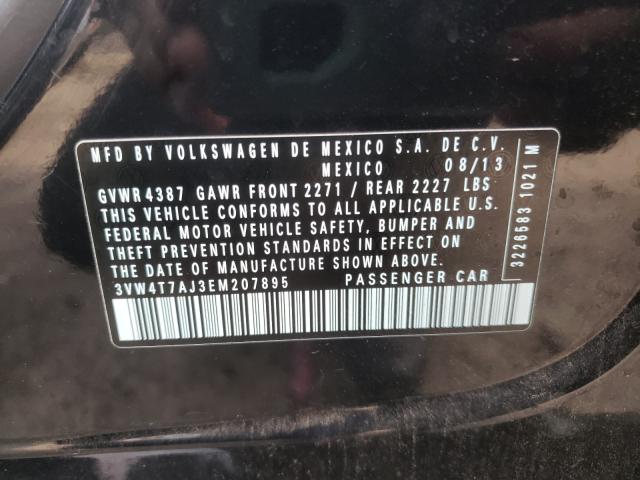 MFD BY VOLKSWAGEN DE MEXICO S.A. DE C.V.
MEXICO 08/13
GVWR 4387 GAWR FRONT 2271 / REAR 2227 LBS
THIS VEHICLE CONFORMS TO ALL APPLICABLE U.S.
FEDERAL MOTOR VEHICLE SAFETY, BUMPER AND
THEFT PREVENTION STANDARDS IN EFFECT ON
THE DATE OF MANUFACTURE SHOWN ABOVE.
3VW4T7AJ3EM207895 PASSENGER CAR
3226583 1021 M